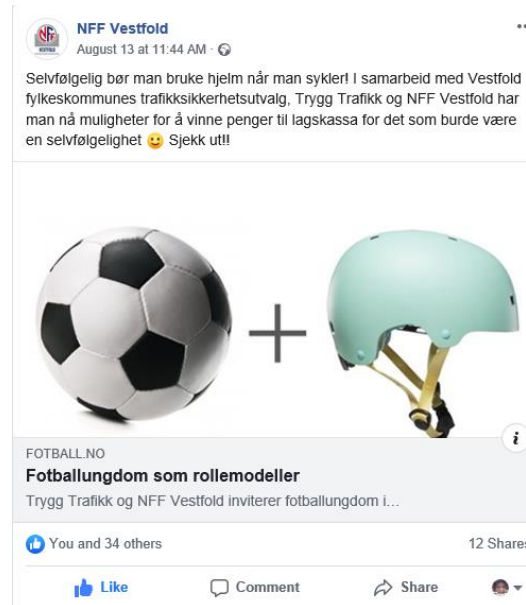 NFF Vestfold
August 13 at 11:44 AM ·
Selvfølgelig bør man bruke hjelm når man sykler! I samarbeid med Vestfold
fylkeskommunes trafikksikkerhetsutvalg, Trygg Trafikk og NFF Vestfold har
man nå muligheter for å vinne penger til lagskassa for det som burde være
en selvfølgelighet 🙂 Sjekk ut!!
+
i
FOTBALL.NO
Fotballungdom som rollemodeller
Trygg Trafikk og NFF Vestfold inviterer fotballungdom i...
You and 34 others
12 Shares
Like
Comment
Share